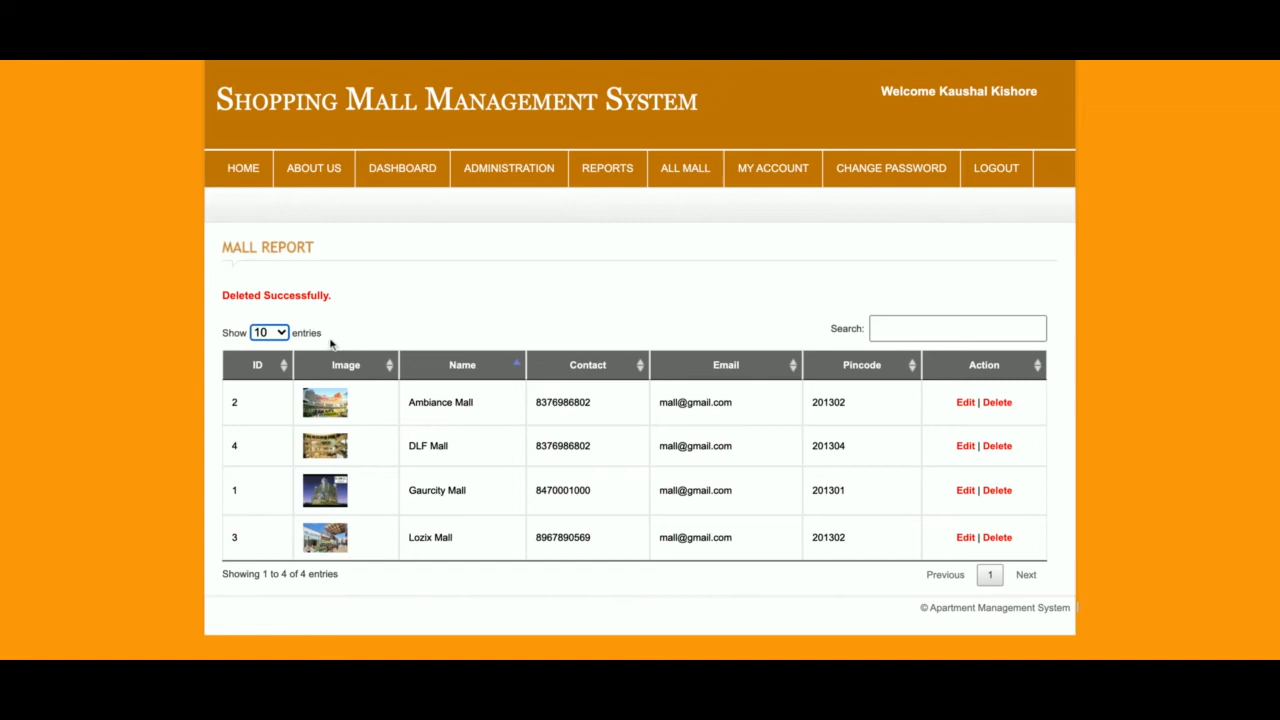 SHOPPING MALL MANAGEMENT SYSTEM
Welcome Kaushal Kishore
HOME ABOUT US DASHBOARD ADMINISTRATION REPORTS ALL MALL MY ACCOUNT CHANGE PASSWORD LOGOUT
MALL REPORT
Deleted Successfully.
Show 10 entries Search:
ID Image Name Contact Email Pincode Action
2 Ambiance Mall 8376986802 mall@gmail.com 201302 Edit | Delete
4 DLF Mall 8376986802 mall@gmail.com 201304 Edit | Delete
1 Gaurcity Mall 8470001000 mall@gmail.com 201301 Edit | Delete
3 Lozix Mall 8967890569 mall@gmail.com 201302 Edit | Delete
Showing 1 to 4 of 4 entries Previous 1 Next
© Apartment Management System |